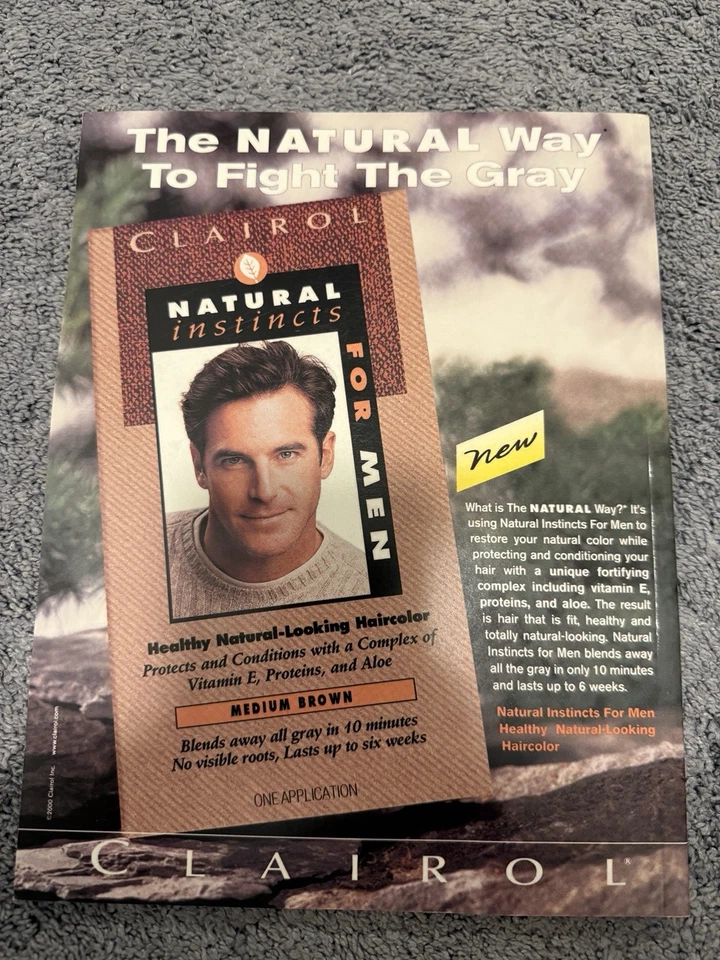 The NATURAL Way
To Fight The Gray
CLAIROL
NATURAL
instincts
FOR MEN
Healthy Natural-Looking Haircolor
Protects and Conditions with a Complex of
Vitamin E, Proteins, and Aloe
MEDIUM BROWN
Blends away all gray in 10 minutes
No visible roots, Lasts up to six weeks
ONE APPLICATION
new
What is The NATURAL Way?* It's
using Natural Instincts For Men to
restore your natural color while
protecting and conditioning your
hair with a unique fortifying
complex including vitamin E,
proteins, and aloe. The result
is hair that is fit, healthy and
totally natural-looking. Natural
Instincts for Men blends away
all the gray in only 10 minutes
and lasts up to 6 weeks.
Natural Instincts For Men
Healthy Natural-Looking
Haircolor
©2000 Clairol Inc. www.clairol.com
CLAIROL®